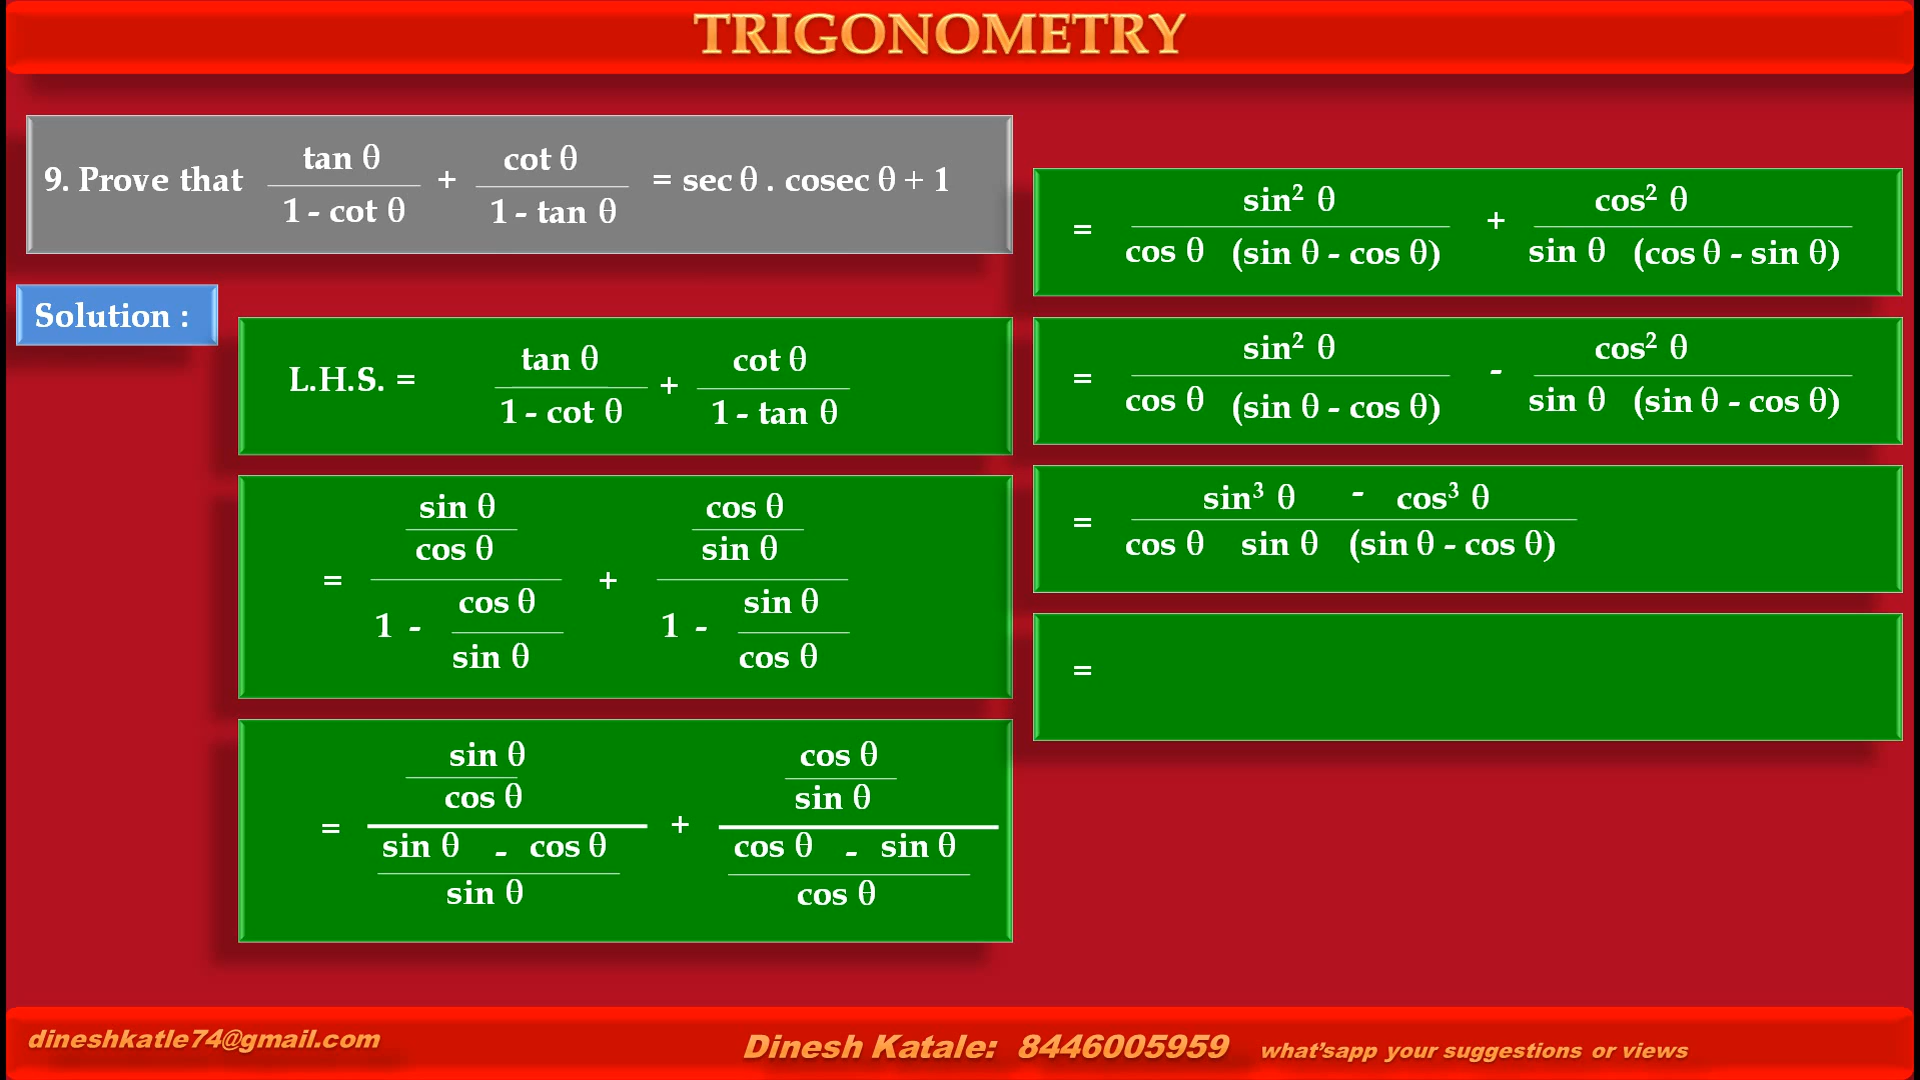 TRIGONOMETRY
9. Prove that tan θ / 1 - cot θ + cot θ / 1 - tan θ = sec θ . cosec θ + 1
Solution :
L.H.S. = tan θ / 1 - cot θ + cot θ / 1 - tan θ
= sin θ / cos θ / 1 - cos θ / sin θ + cos θ / sin θ / 1 - sin θ / cos θ
= sin θ / cos θ / sin θ - cos θ / sin θ + cos θ / sin θ / cos θ - sin θ / cos θ
= sin² θ / cos θ (sin θ - cos θ) + cos² θ / sin θ (cos θ - sin θ)
= sin² θ / cos θ (sin θ - cos θ) - cos² θ / sin θ (sin θ - cos θ)
= sin³ θ - cos³ θ / cos θ sin θ (sin θ - cos θ)
=
dineshkatle74@gmail.com
Dinesh Katale: 8446005959 what'sapp your suggestions or views